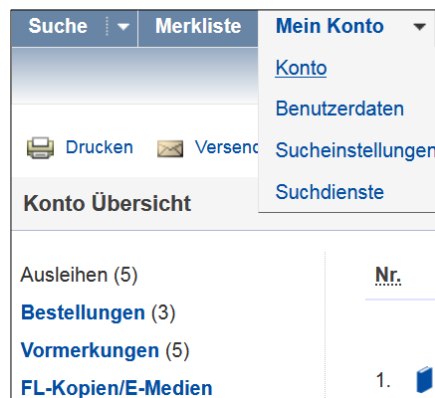 Suche Merkliste Mein Konto
Konto
Benutzerdaten
Drucken Sucheinstellungen
Suchdienste
Konto Übersicht
Ausleihen (5) Nr.
Bestellungen (3)
Vormerkungen (5)
FL-Kopien/E-Medien 1.